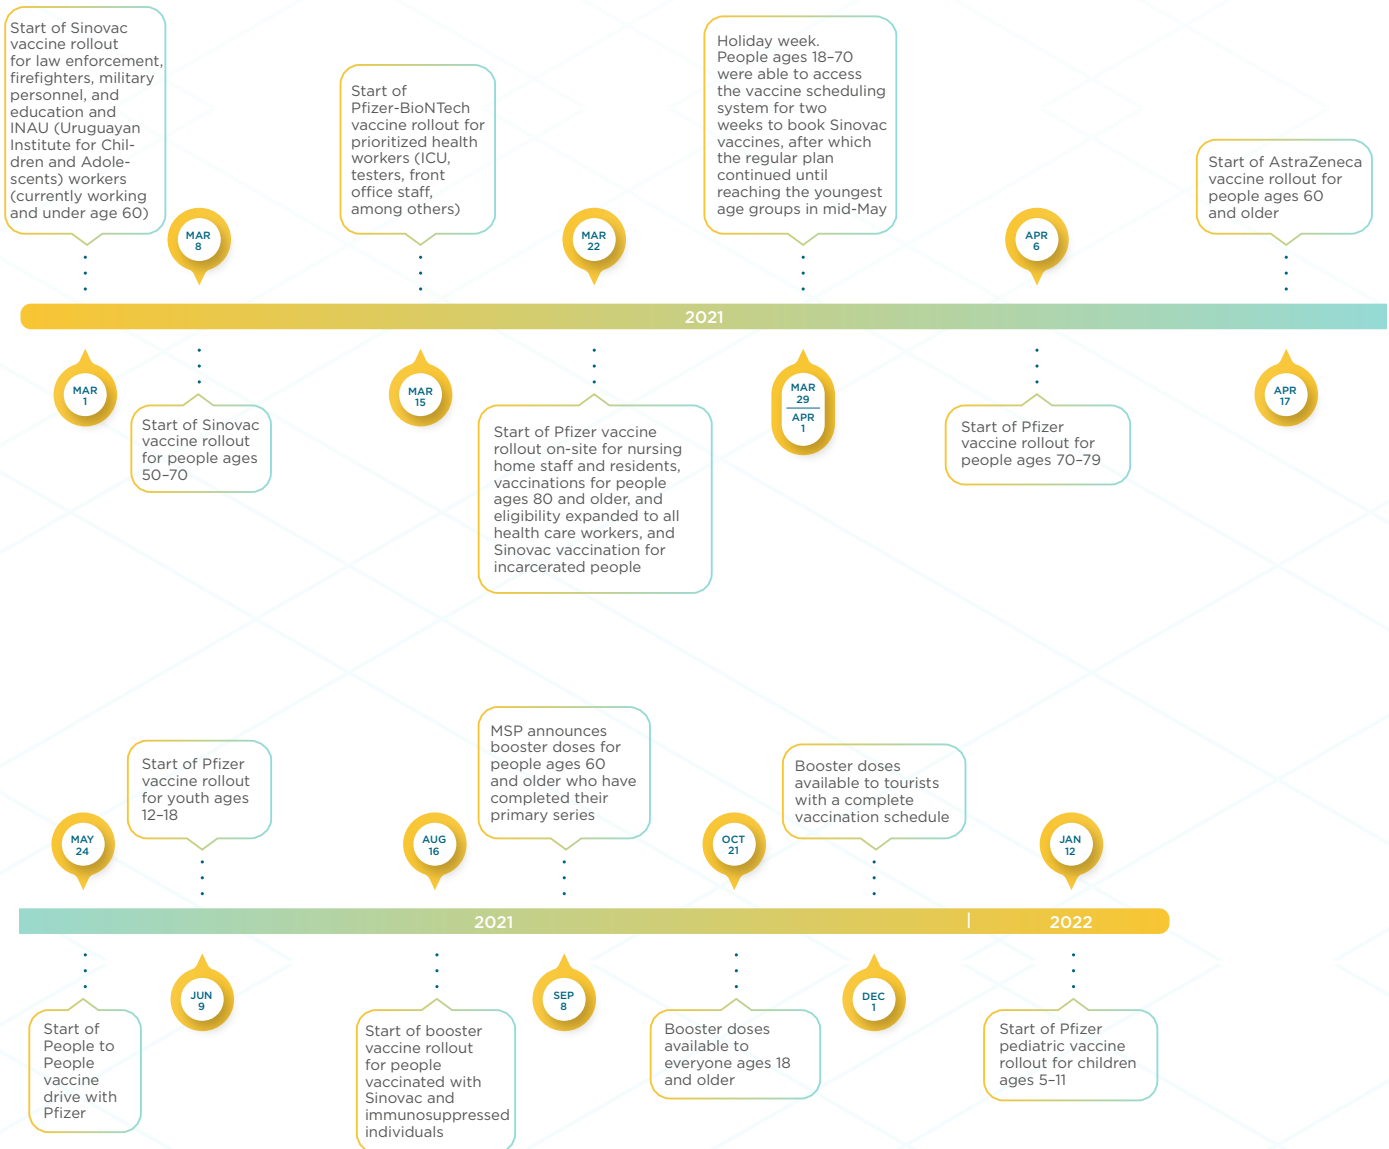 Start of Sinovac
vaccine rollout
for law enforcement,
firefighters, military
personnel, and
education and
INAU (Uruguayan
Institute for Chil-
dren and Adole-
scents) workers
(currently working
and under age 60)
MAR
1
MAR
8
Start of Sinovac
vaccine rollout
for people ages
50–70
Start of
Pfizer-BioNTech
vaccine rollout for
prioritized health
workers (ICU,
testers, front
office staff,
among others)
MAR
15
MAR
22
Start of Pfizer vaccine
rollout on-site for nursing
home staff and residents,
vaccinations for people
ages 80 and older, and
eligibility expanded to all
health care workers, and
Sinovac vaccination for
incarcerated people
Holiday week.
People ages 18–70
were able to access
the vaccine scheduling
system for two
weeks to book Sinovac
vaccines, after which
the regular plan
continued until
reaching the youngest
age groups in mid-May
MAR
29
APR
1
APR
6
Start of Pfizer
vaccine rollout for
people ages 70–79
Start of AstraZeneca
vaccine rollout for
people ages 60
and older
APR
17
2021
MAY
24
Start of
People to
People
vaccine
drive with
Pfizer
Start of Pfizer
vaccine rollout
for youth ages
12–18
JUN
9
AUG
16
Start of booster
vaccine rollout
for people
vaccinated with
Sinovac and
immunosuppressed
individuals
MSP announces
booster doses for
people ages 60
and older who have
completed their
primary series
SEP
8
OCT
21
Booster doses
available to
everyone ages 18
and older
Booster doses
available to tourists
with a complete
vaccination schedule
DEC
1
JAN
12
Start of Pfizer
pediatric vaccine
rollout for children
ages 5–11
2021
2022